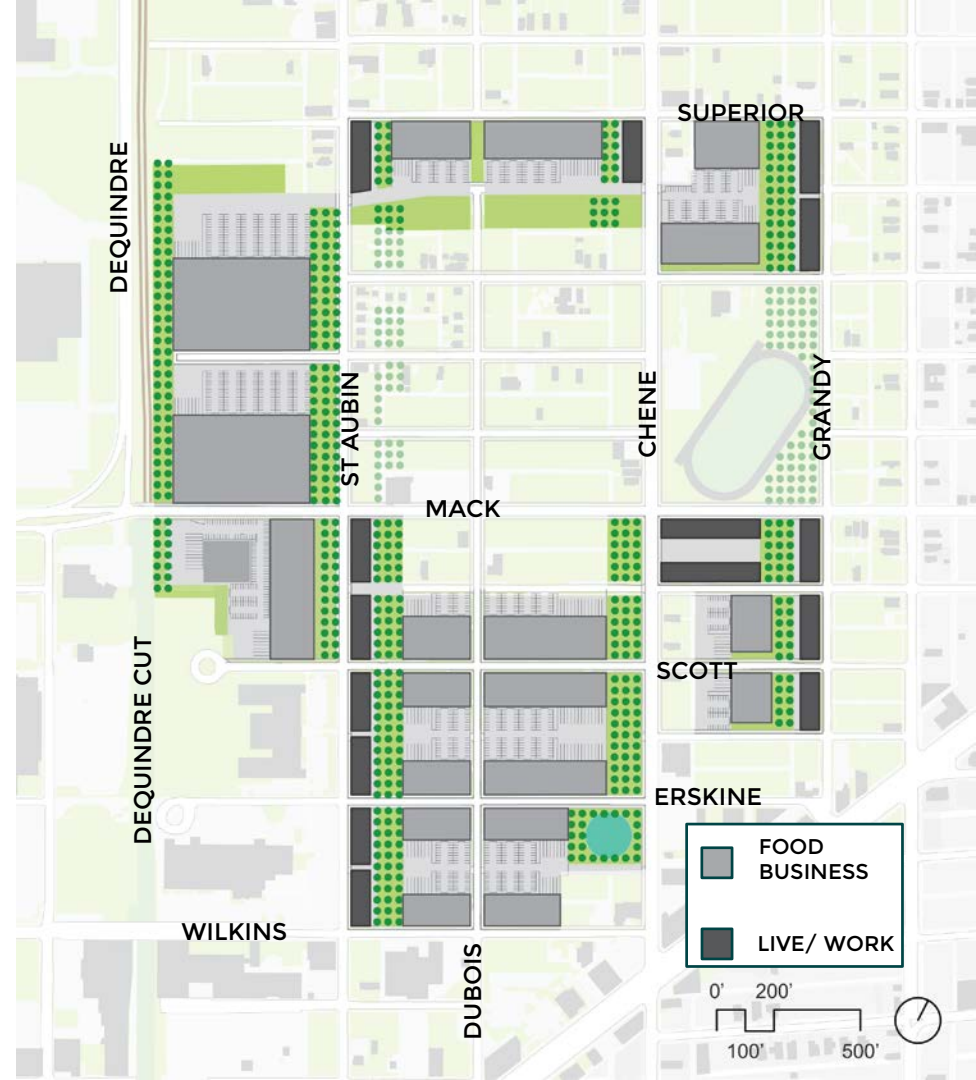 SUPERIOR
DEQUINDRE
ST AUBIN
CHENE
GRANDY
MACK
DEQUINDRE CUT
SCOTT
ERSKINE
WILKINS
DUBOIS
FOOD
BUSINESS
LIVE/ WORK
0' 200'
100' 500'